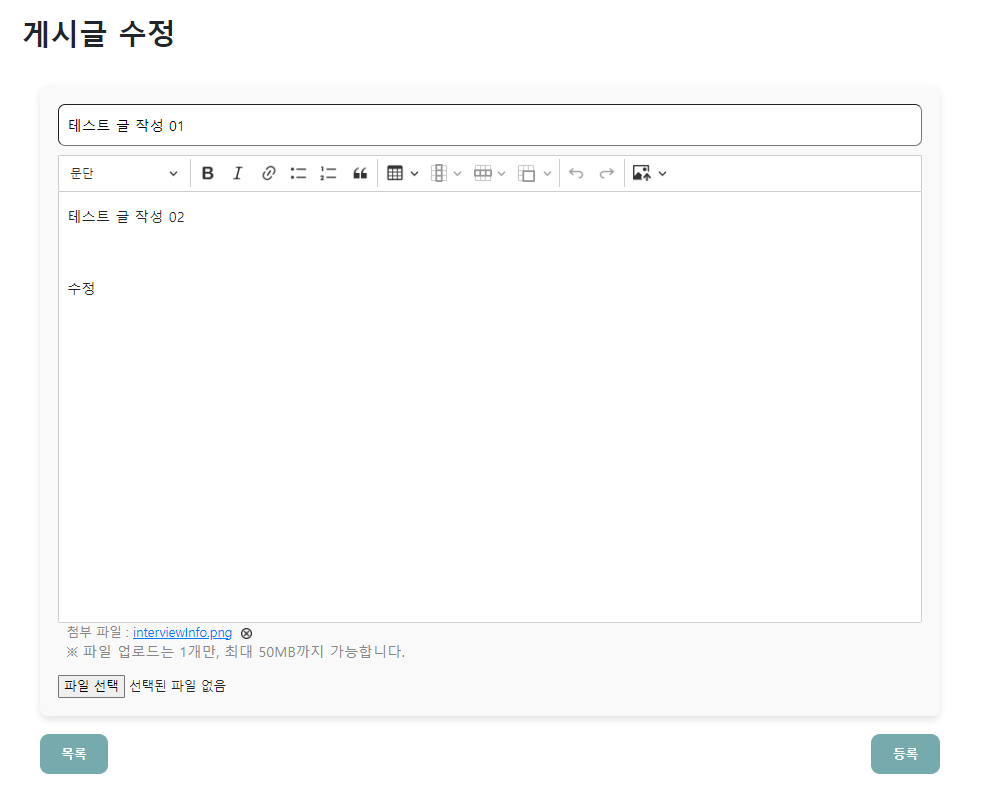 게시글 수정
테스트 글 작성 01
문단
테스트 글 작성 02
수정
첨부 파일 : interviewInfo.png
※ 파일 업로드는 1개만, 최대 50MB까지 가능합니다.
파일 선택 선택된 파일 없음
목록 등록